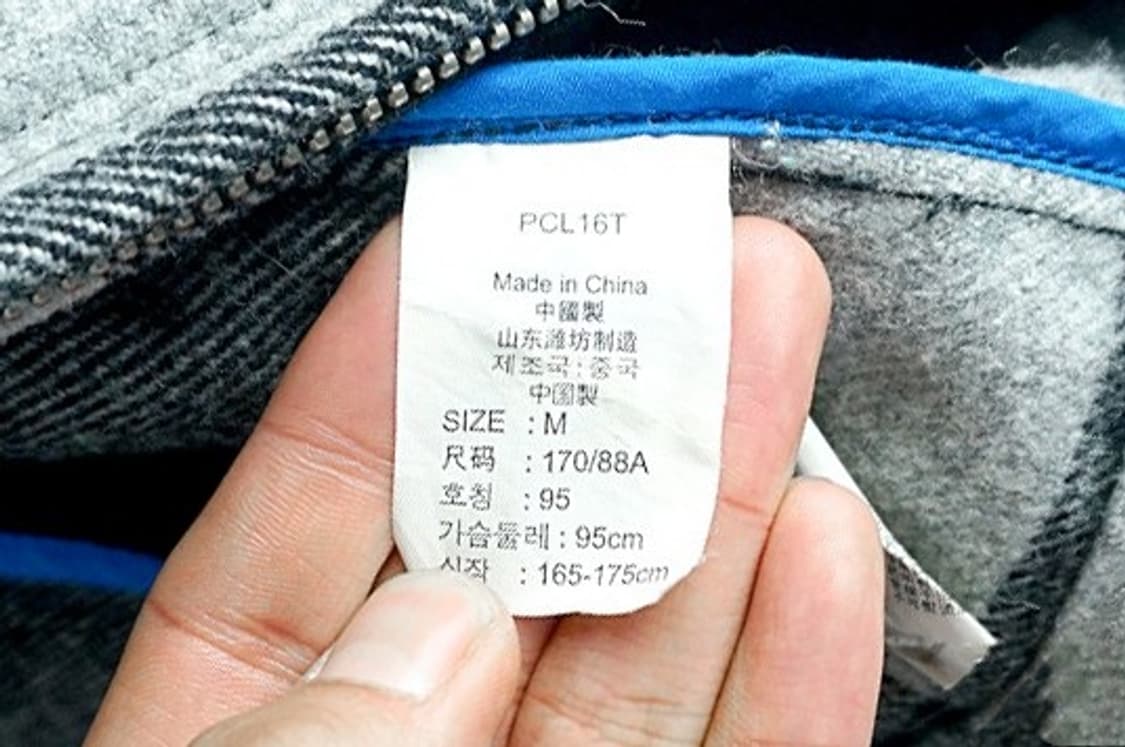 PCL16T
Made in China
中國製
山东潍坊制造
제조국:중국
中国製
SIZE : M
尺码 : 170/88A
호칭 : 95
가슴둘레 : 95cm
신장 : 165-175cm